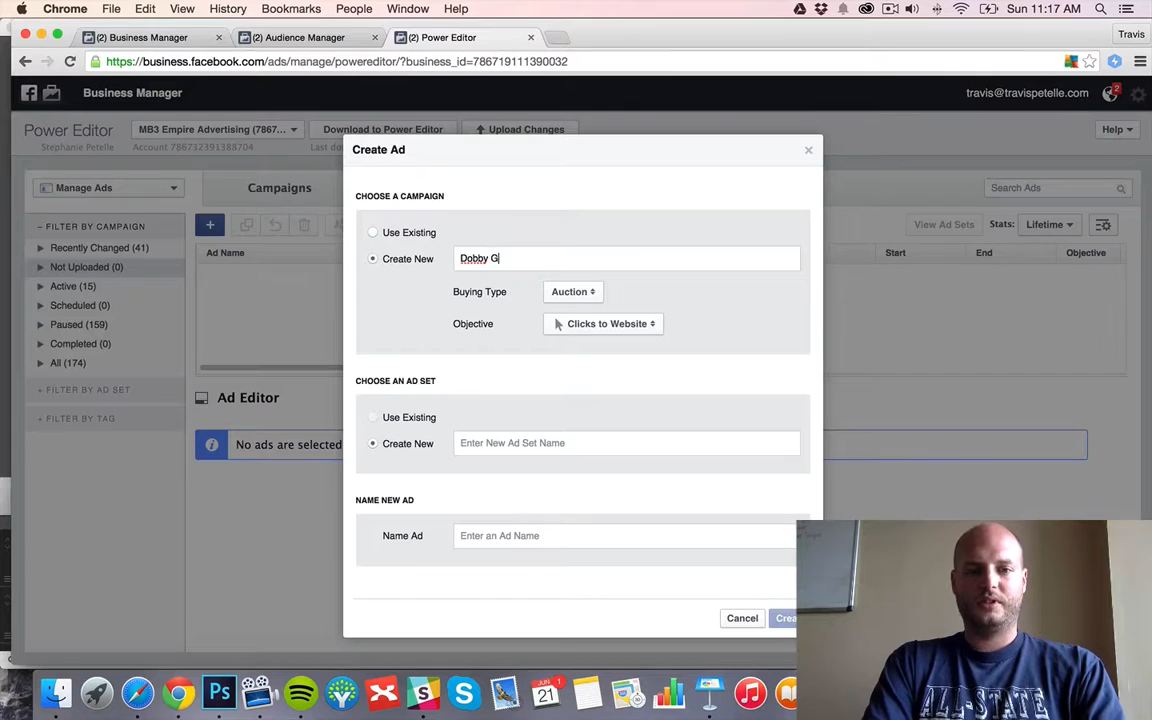 Chrome File Edit View History Bookmarks People Window Help Sun 11:17 AM
(2) Business Manager (2) Audience Manager (2) Power Editor Travis
https://business.facebook.com/ads/manage/powereditor/?business_id=786719111390032
Business Manager travis@travispetelle.com 2
Power Editor MB3 Empire Advertising (7867... Download to Power Editor Upload Changes Help
Stephanie Petelle Account 786732391388704
Create Ad
Manage Ads Campaigns Search Ads
CHOOSE A CAMPAIGN
FILTER BY CAMPAIGN View Ad Sets Stats: Lifetime
Use Existing
Recently Changed (41) Ad Name Start End Objective
Create New Dobby G
Not Uploaded (0)
Active (15) Buying Type Auction
Scheduled (0)
Paused (159) Objective Clicks to Website
Completed (0)
All (174)
CHOOSE AN AD SET
+ FILTER BY AD SET
Ad Editor
+ FILTER BY TAG Use Existing
No ads are selected
Create New Enter New Ad Set Name
NAME NEW AD
Name Ad Enter an Ad Name
Cancel Crea
ALL-STATE
JUN
21
1